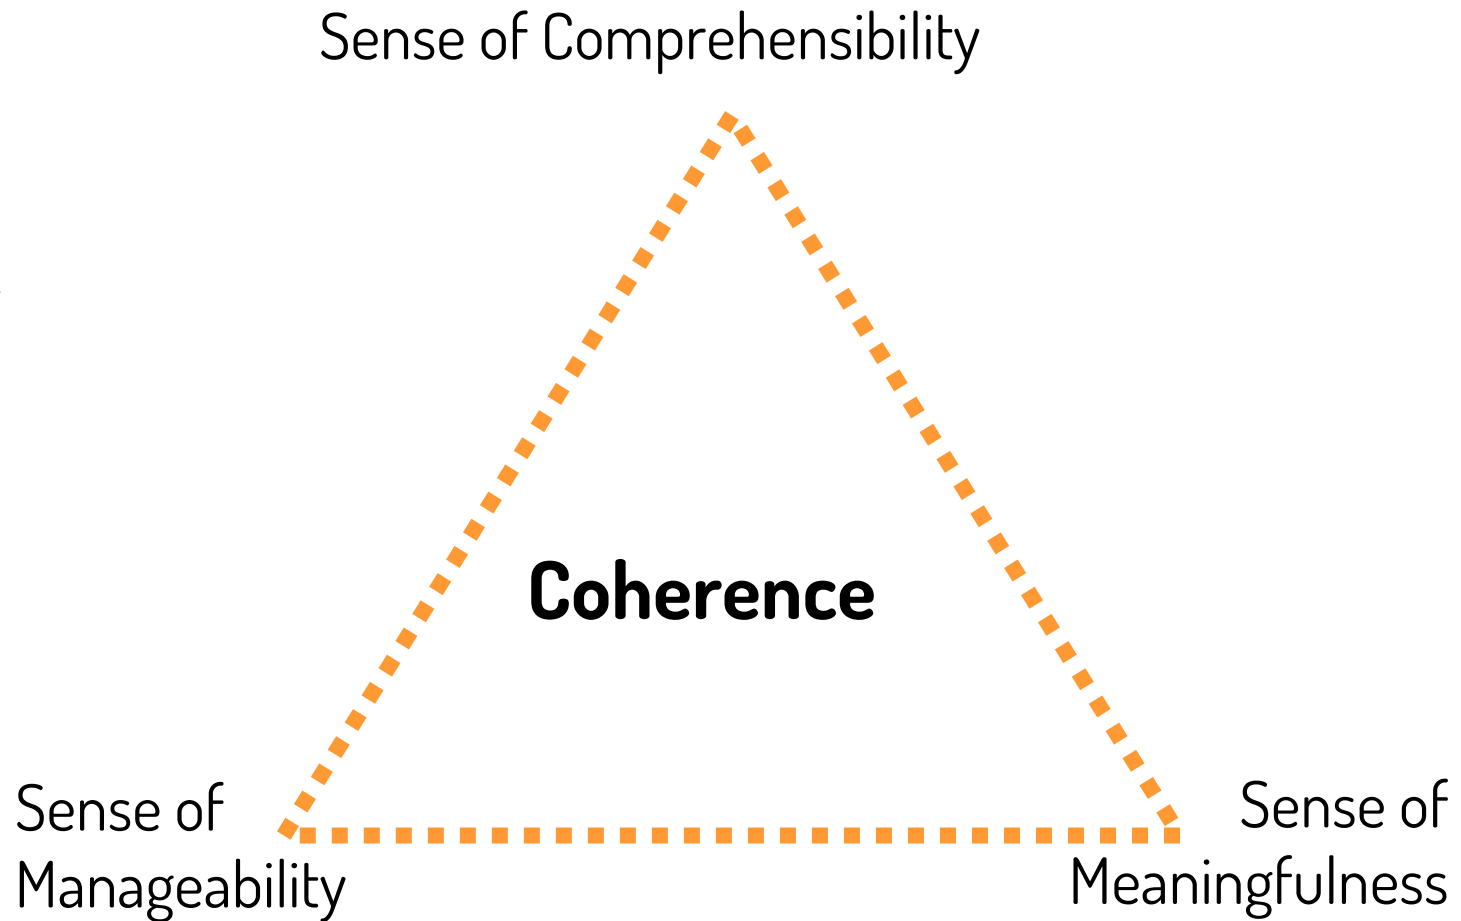 Sense of Comprehensibility
Coherence
Sense of
Manageability
Sense of
Meaningfulness